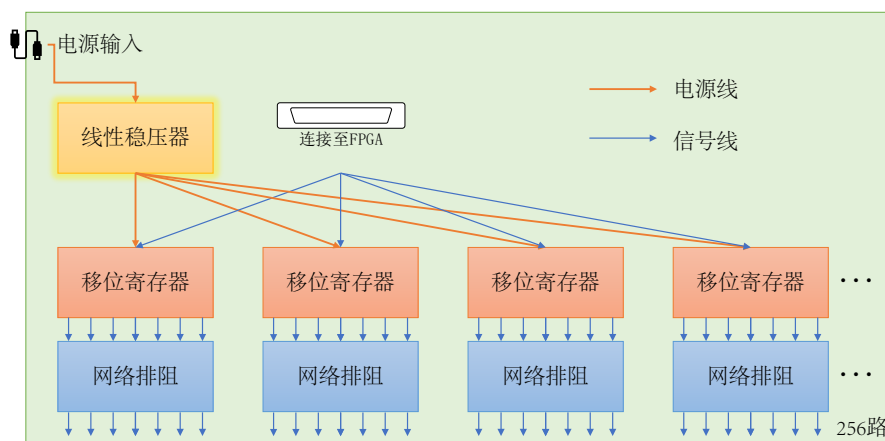 电源输入
电源线
线性稳压器
连接至FPGA
信号线
移位寄存器
移位寄存器
移位寄存器
移位寄存器
···
网络排阻
网络排阻
网络排阻
网络排阻
···
256路